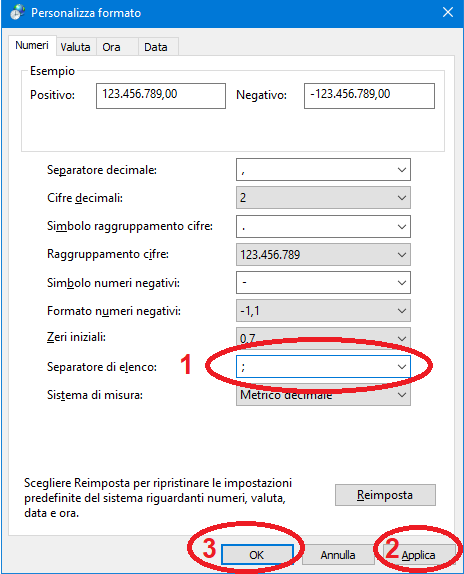 Personalizza formato
Numeri Valuta Ora Data
Esempio
Positivo: 123.456.789,00 Negativo: -123.456.789,00
Separatore decimale: ,
Cifre decimali: 2
Simbolo raggruppamento cifre: .
Raggruppamento cifre: 123.456.789
Simbolo numeri negativi: -
Formato numeri negativi: -1,1
Zeri iniziali: 0,7
1 Separatore di elenco: ;
Sistema di misura: Metrico decimale
Scegliere Reimposta per ripristinare le impostazioni
predefinite del sistema riguardanti numeri, valuta,
data e ora.
Reimposta
3 OK Annulla 2 Applica